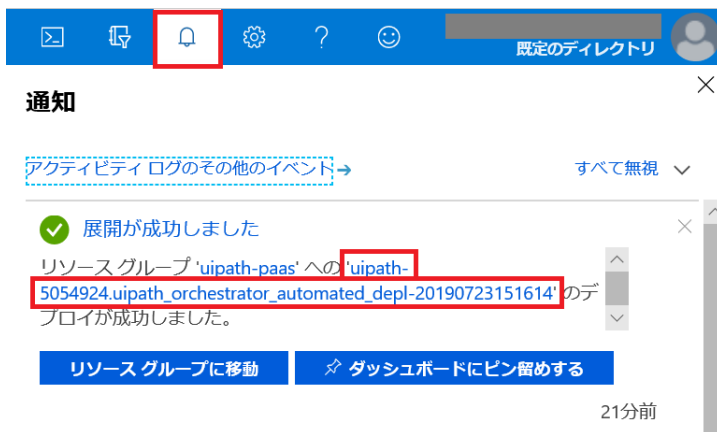 既定のディレクトリ
通知
アクティビティ ログのその他のイベント
すべて無視
展開が成功しました
リソース グループ 'uipath-paas' への 'uipath-
5054924.uipath_orchestrator_automated_depl-20190723151614' のデ
プロイが成功しました。
リソース グループに移動
ダッシュボードにピン留めする
21分前